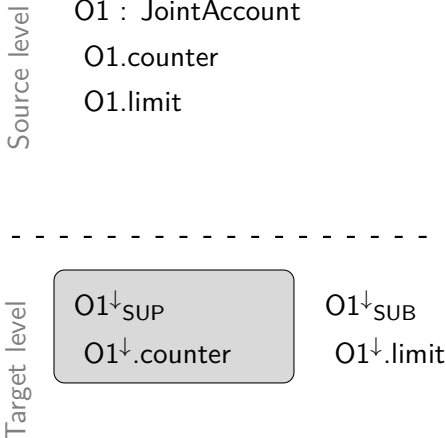 Source level
O1 : JointAccount
O1.counter
O1.limit
Target level
O1↓SUP
O1↓.counter
O1↓SUB
O1↓.limit